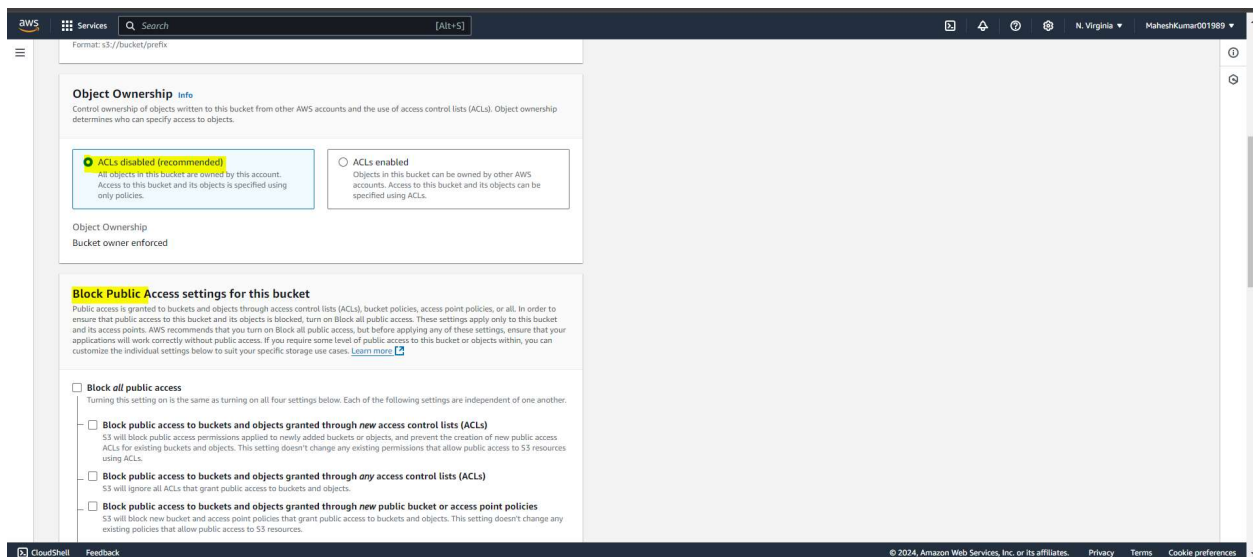 aws
Services
Search
[Alt+S]
N. Virginia
MaheshKumar001989
Format: s3://bucket/prefix
Object Ownership Info
Control ownership of objects written to this bucket from other AWS accounts and the use of access control lists (ACLs). Object ownership
determines who can specify access to objects.
ACLs disabled (recommended)
All objects in this bucket are owned by this account.
Access to this bucket and its objects is specified using
only policies.
ACLs enabled
Objects in this bucket can be owned by other AWS
accounts. Access to this bucket and its objects can be
specified using ACLs.
Object Ownership
Bucket owner enforced
Block Public Access settings for this bucket
Public access is granted to buckets and objects through access control lists (ACLs), bucket policies, access point policies, or all. In order to
ensure that public access to this bucket and its objects is blocked, turn on Block all public access. These settings apply only to this bucket
and its access points. AWS recommends that you turn on Block all public access, but before applying any of these settings, ensure that your
applications will work correctly without public access. If you require some level of public access to this bucket or objects within, you can
customize the individual settings below to suit your specific storage use cases. Learn more
Block all public access
Turning this setting on is the same as turning on all four settings below. Each of the following settings are independent of one another.
Block public access to buckets and objects granted through new access control lists (ACLs)
S3 will block public access permissions applied to newly added buckets or objects, and prevent the creation of new public access
ACLs for existing buckets and objects. This setting doesn't change any existing permissions that allow public access to S3 resources
using ACLs.
Block public access to buckets and objects granted through any access control lists (ACLs)
S3 will ignore all ACLs that grant public access to buckets and objects.
Block public access to buckets and objects granted through new public bucket or access point policies
S3 will block new bucket and access point policies that grant public access to buckets and objects. This setting doesn't change any
existing policies that allow public access to S3 resources.
CloudShell
Feedback
© 2024, Amazon Web Services, Inc. or its affiliates.
Privacy
Terms
Cookie preferences